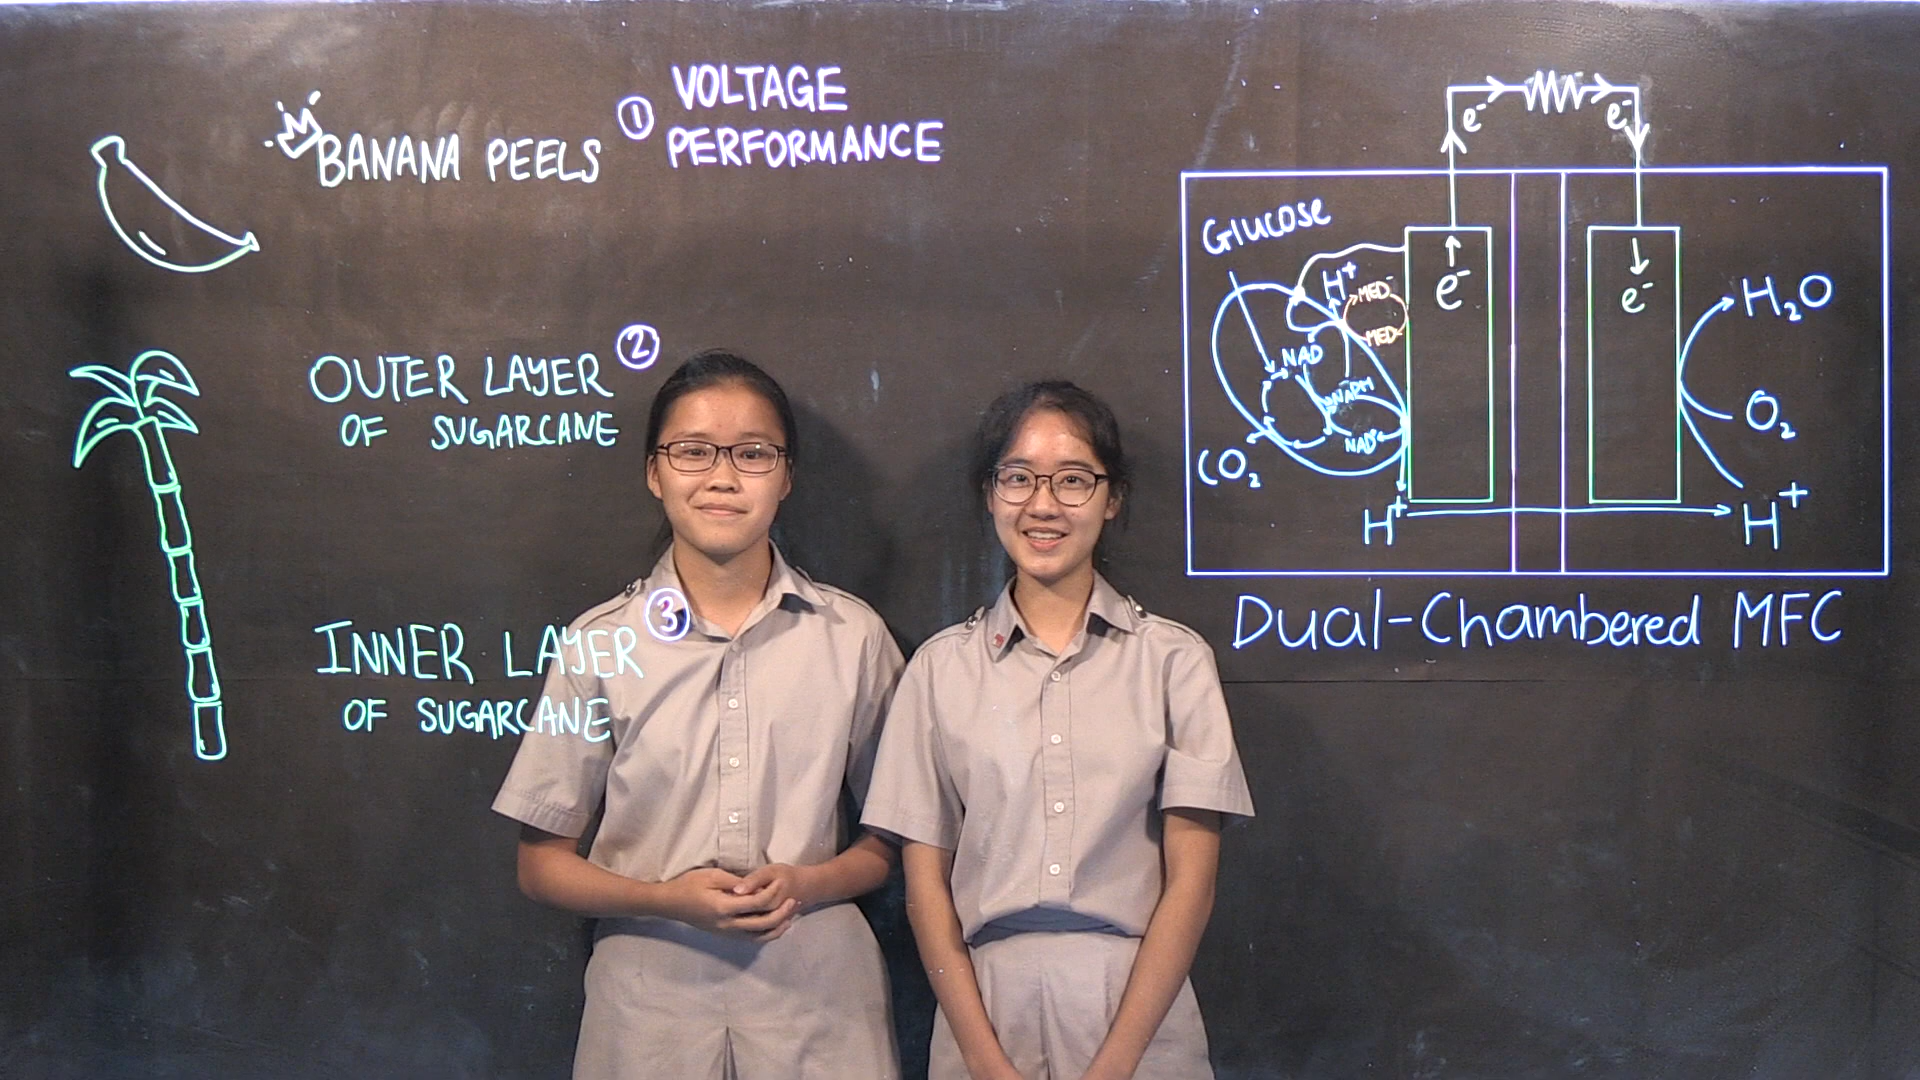 BANANA PEELS
① VOLTAGE
PERFORMANCE
OUTER LAYER ②
OF SUGARCANE
INNER LAYER ③
OF SUGARCANE
e⁻ e⁻
Glucose
H⁺ MED⁻
MED
NAD
NAD⁺
CO₂
H⁺
e⁻ e⁻
H₂O
O₂
H⁺
Dual-Chambered MFC